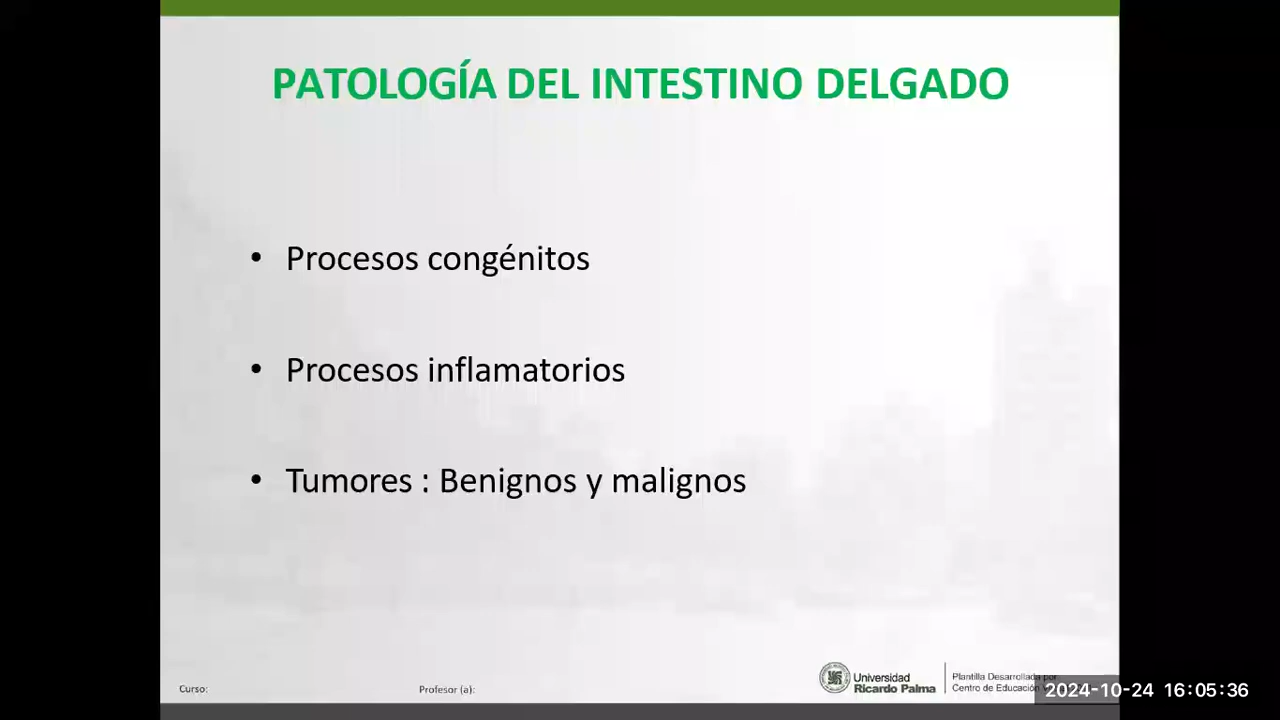 PATOLOGÍA DEL INTESTINO DELGADO
• Procesos congénitos
• Procesos inflamatorios
• Tumores : Benignos y malignos
Curso:
Profesor (a):
Universidad
Ricardo Palma
Plantilla Desarrollada por
Centro de Educación
2024-10-24 16:05:36